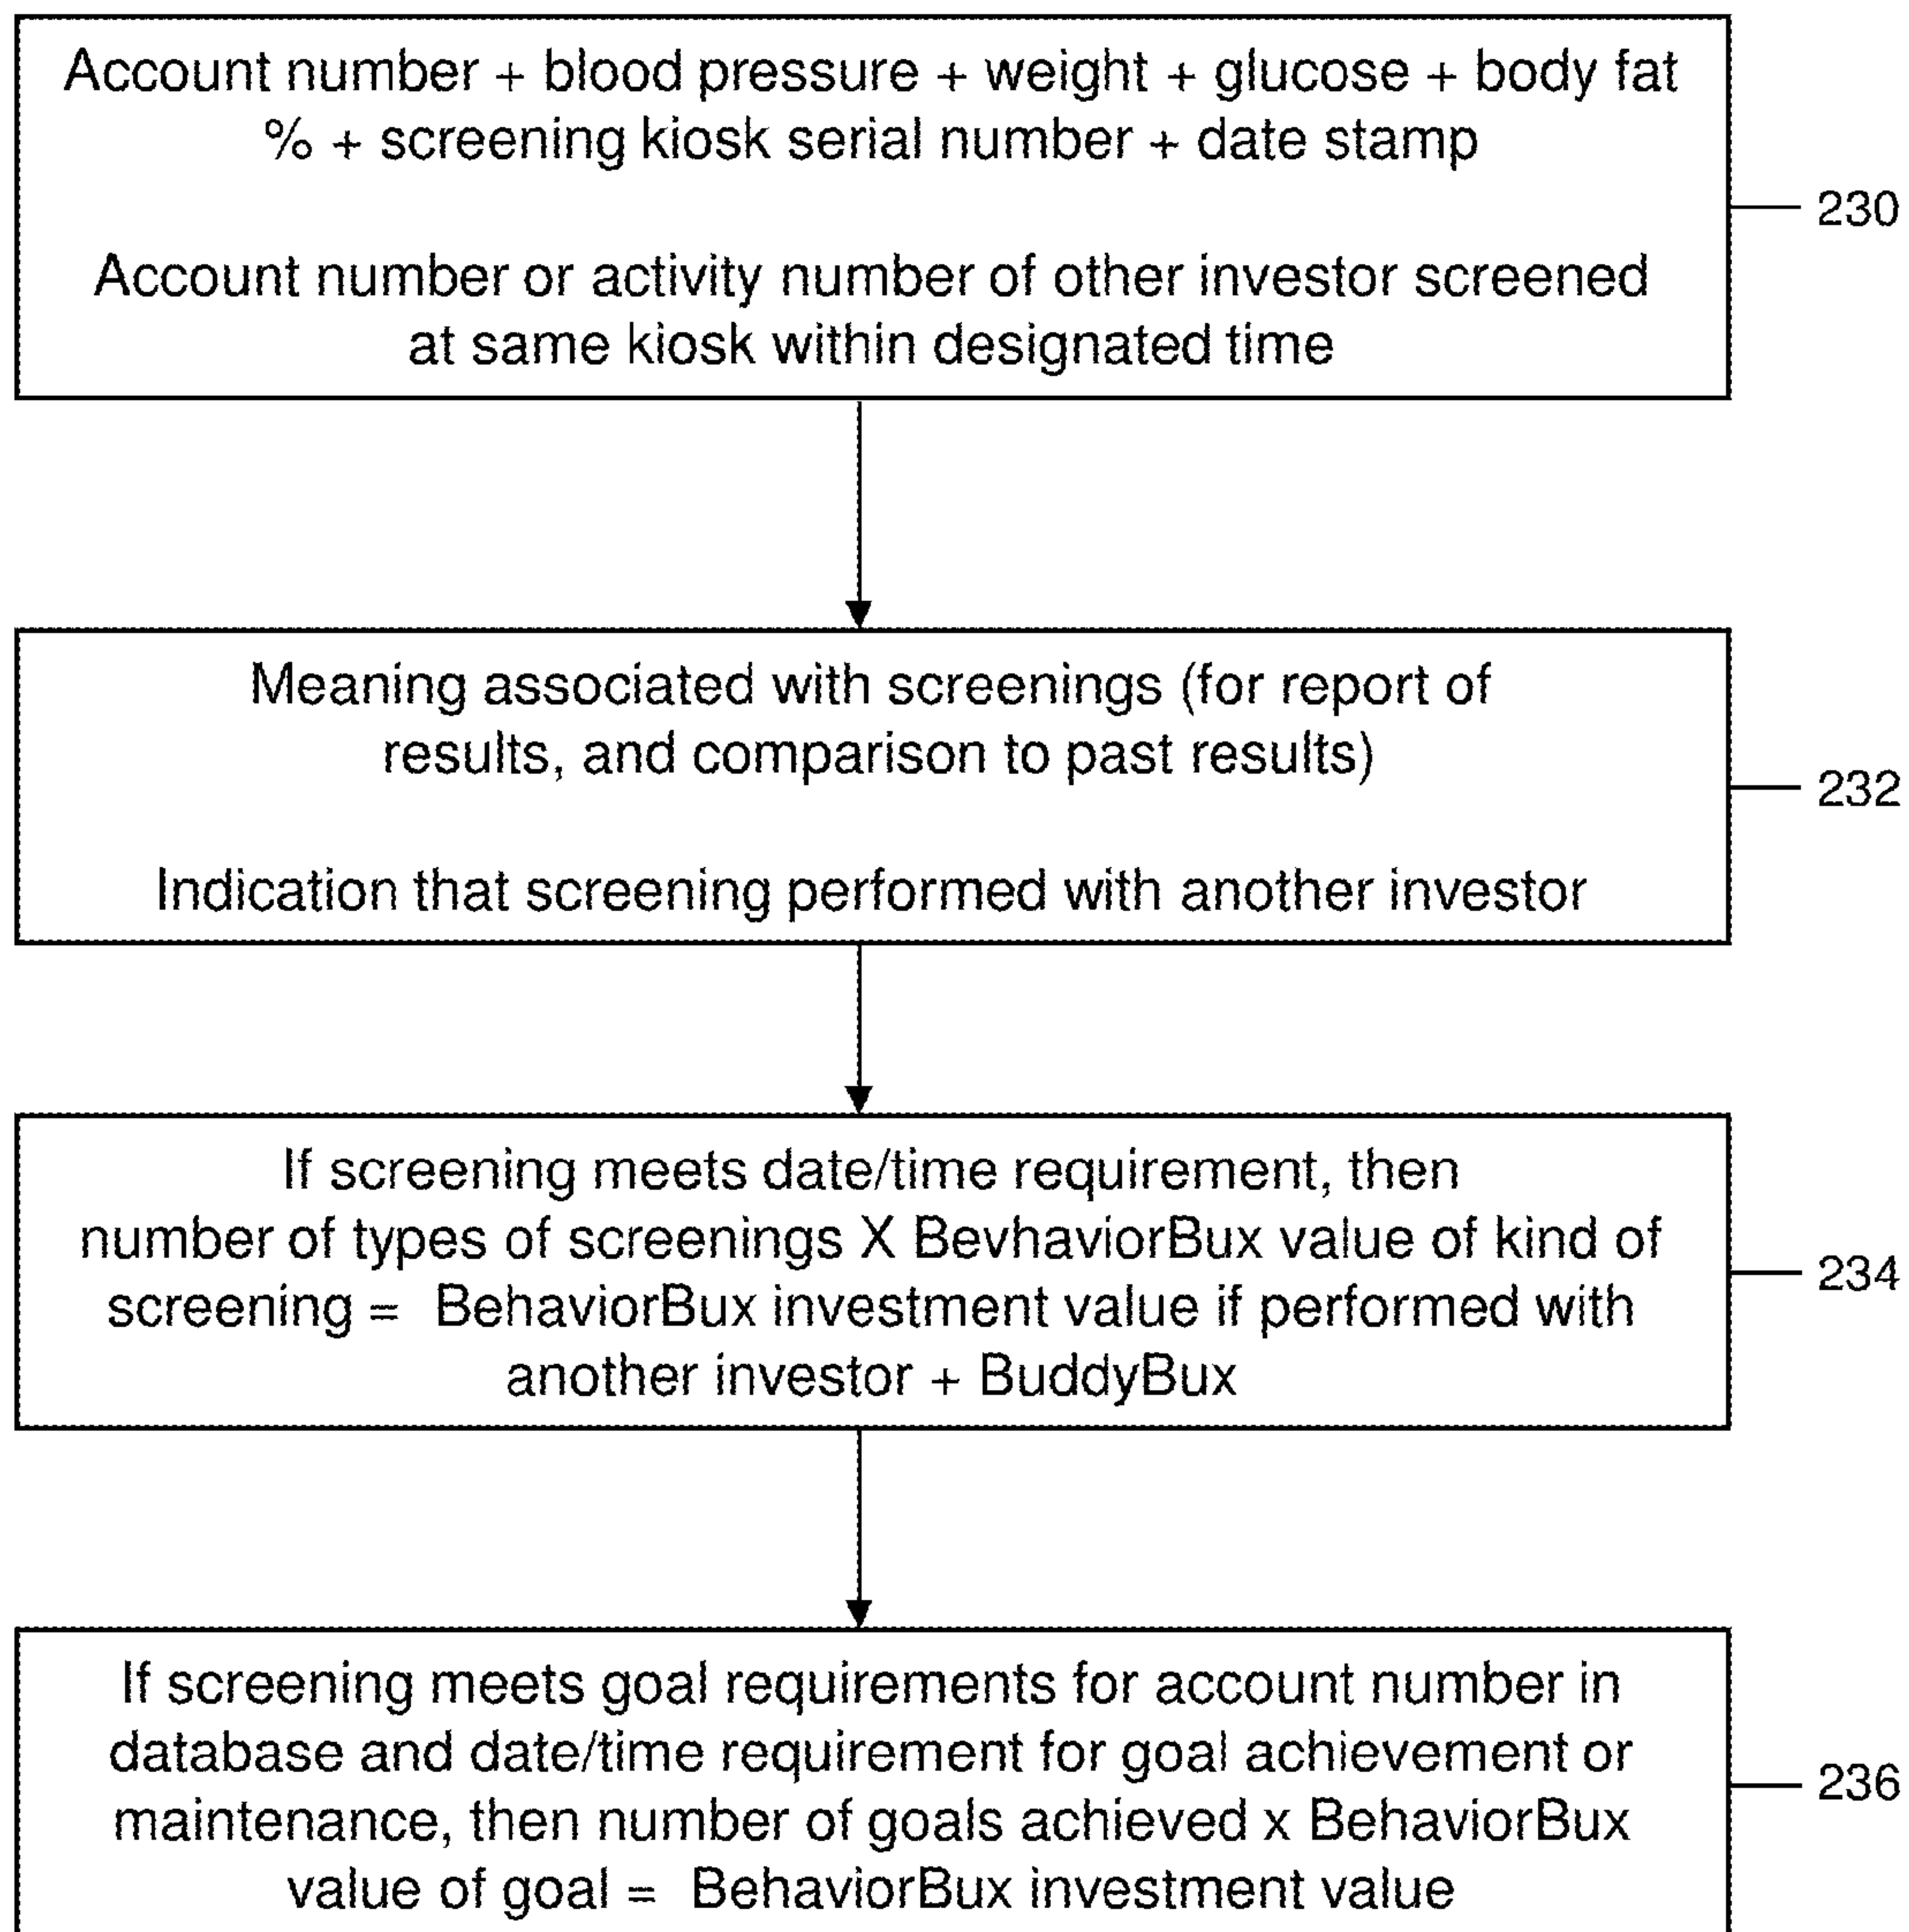 Account number + blood pressure + weight + glucose + body fat
% + screening kiosk serial number + date stamp
Account number or activity number of other investor screened
at same kiosk within designated time
230
Meaning associated with screenings (for report of
results, and comparison to past results)
Indication that screening performed with another investor
232
If screening meets date/time requirement, then
number of types of screenings X BevhaviorBux value of kind of
screening = BehaviorBux investment value if performed with
another investor + BuddyBux
234
If screening meets goal requirements for account number in
database and date/time requirement for goal achievement or
maintenance, then number of goals achieved x BehaviorBux
value of goal = BehaviorBux investment value
236